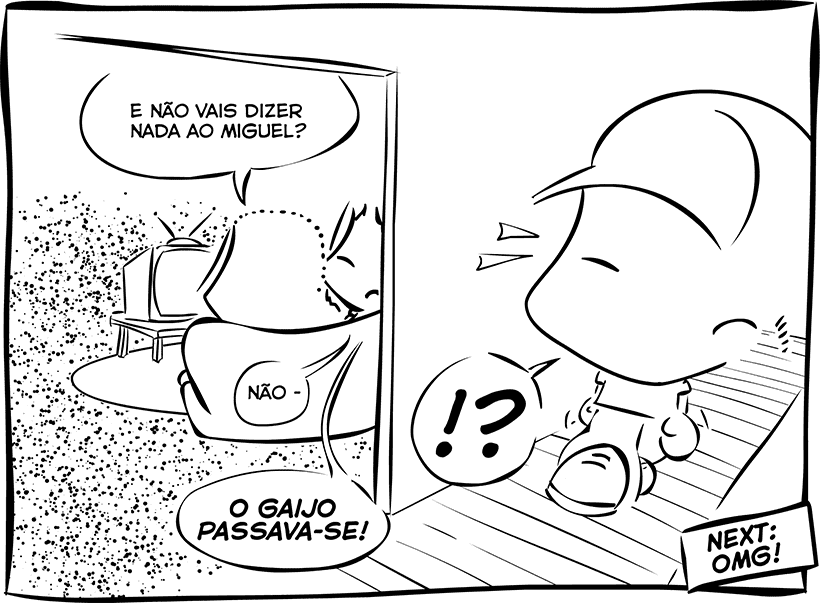 E NÃO VAIS DIZER
NADA AO MIGUEL?
NÃO -
O GAIJO
PASSAVA-SE!
!?
NEXT:
OMG!